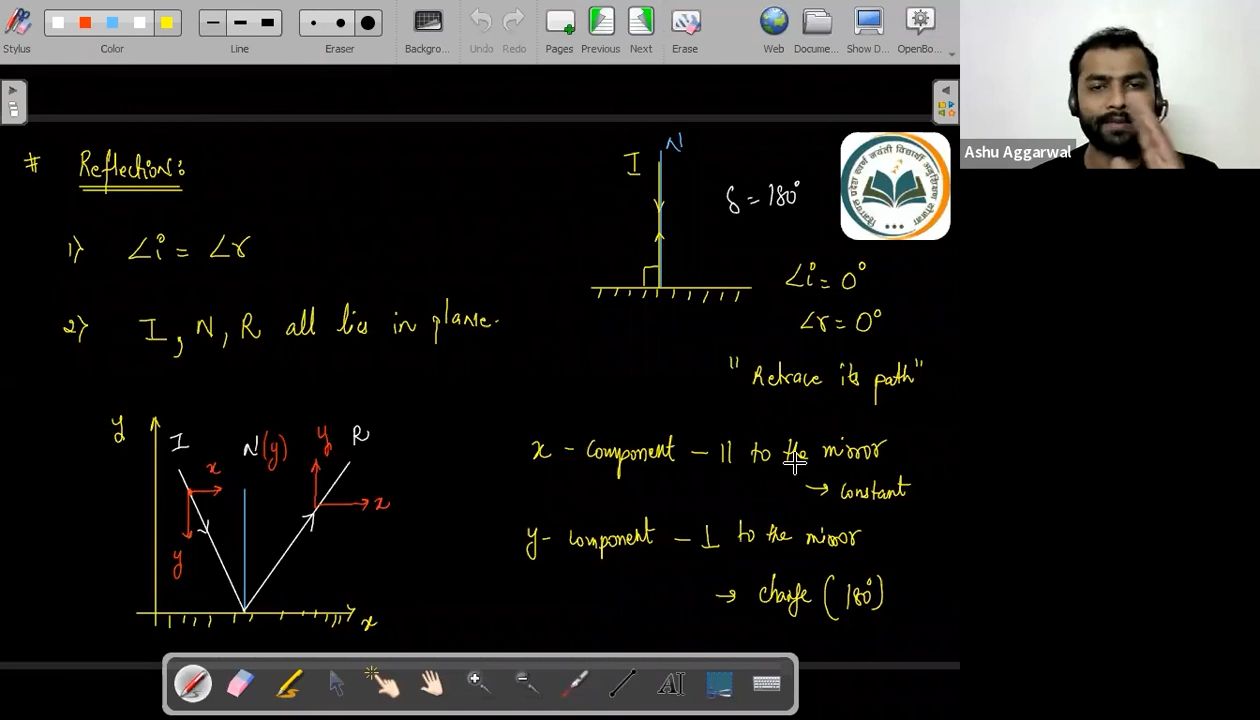 Stylus
Color
Line
Eraser
Backgro...
Undo
Redo
Pages
Previous
Next
Erase
Web
Docume...
Show D...
OpenBo...
Ashu Aggarwal
# Reflection:
1) ∠i = ∠r
2) I, N, R all lies in plane.
I
N
δ = 180°
∠i = 0°
∠r = 0°
"Retrace its path"
y
I
N(y)
y
R
x
x
y
x
x - component - || to the mirror
→ constant
y- component - ⊥ to the mirror
→ change (180°)
AI